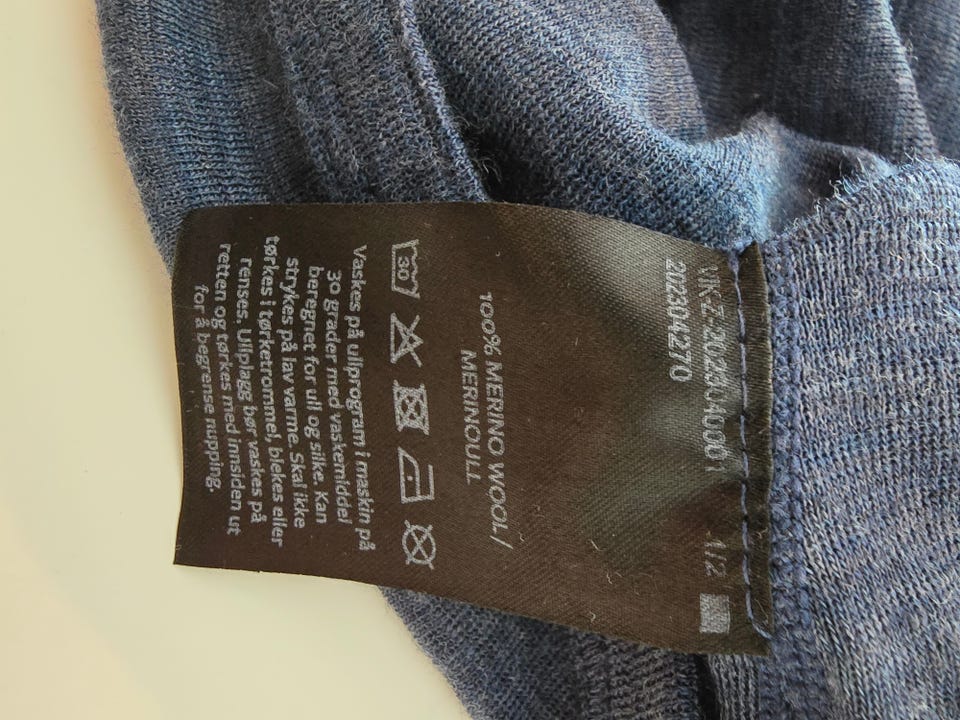 4/2
202304270
100% MERINO WOOL/
MERINOULL
30
Vaskes på ullprogram i maskin på
30 grader med vaskemiddel
beregnet for ull og silke. Kan
strykes på lav varme. Skal ikke
tørkes i tørketrommel, blekes eller
renses. Ullplagg bør vaskes på
retten og tørkes med innsiden ut
for å begrense nupping.